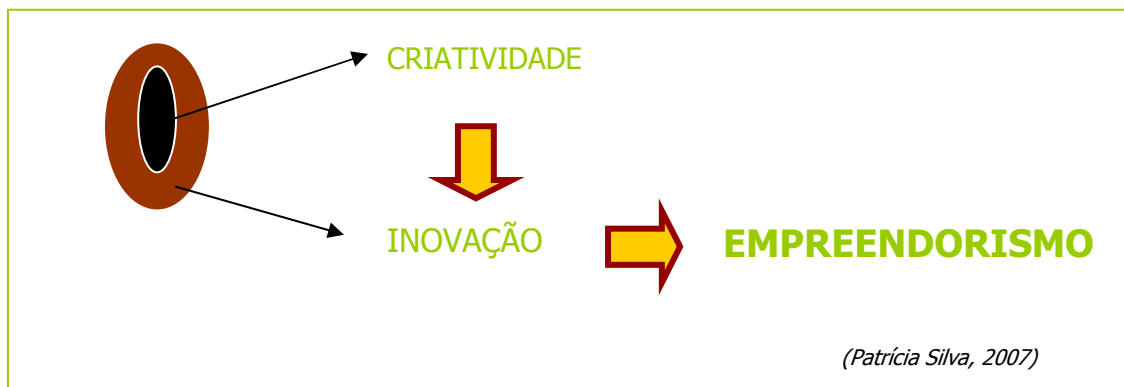 CRIATIVIDADE
INOVAÇÃO
EMPREENDORISMO
(Patrícia Silva, 2007)